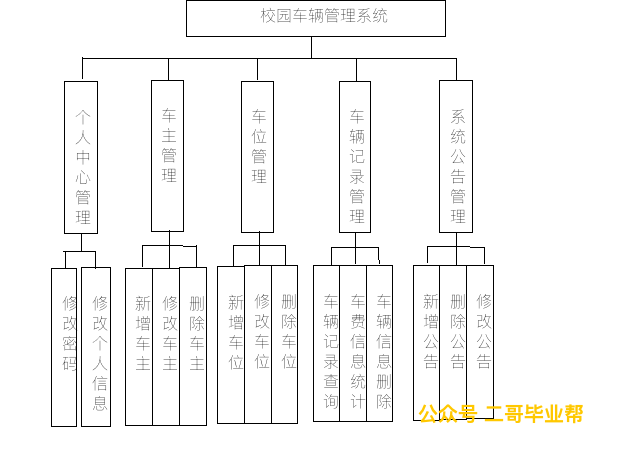 校园车辆管理系统
个人中心管理
车主管理
车位管理
车辆记录管理
系统公告管理
修改密码
修改个人信息
新增车主
修改车主
删除车主
新增车位
修改车位
删除车位
车辆记录查询
车费信息统计
车辆信息删除
新增公告
删除公告
修改公告
公众号 二哥毕业帮